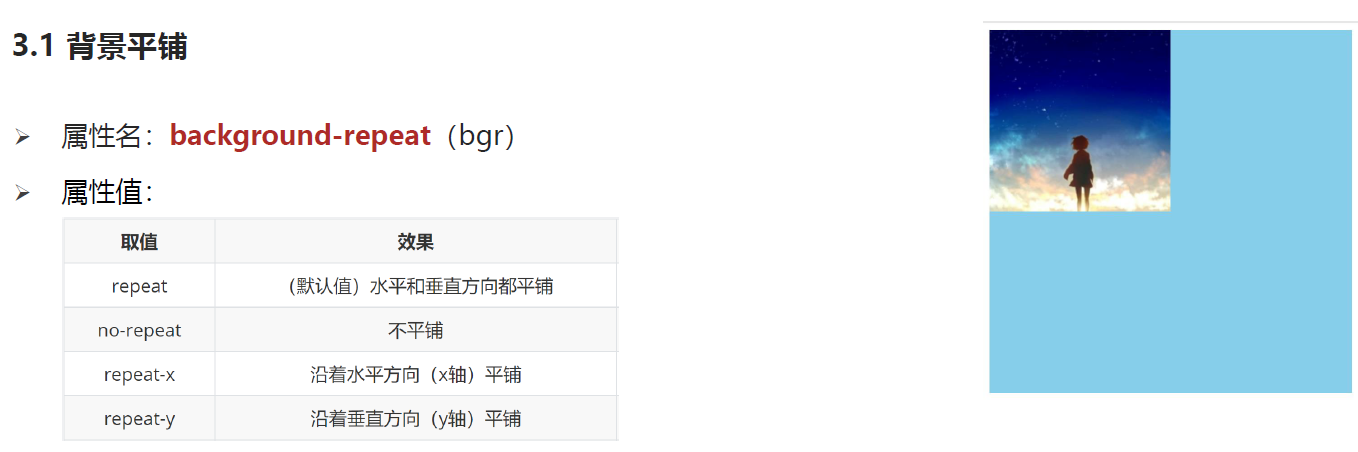 3.1 背景平铺
➢ 属性名：background-repeat（bgr）
➢ 属性值：
取值 效果
repeat （默认值）水平和垂直方向都平铺
no-repeat 不平铺
repeat-x 沿着水平方向（x轴）平铺
repeat-y 沿着垂直方向（y轴）平铺